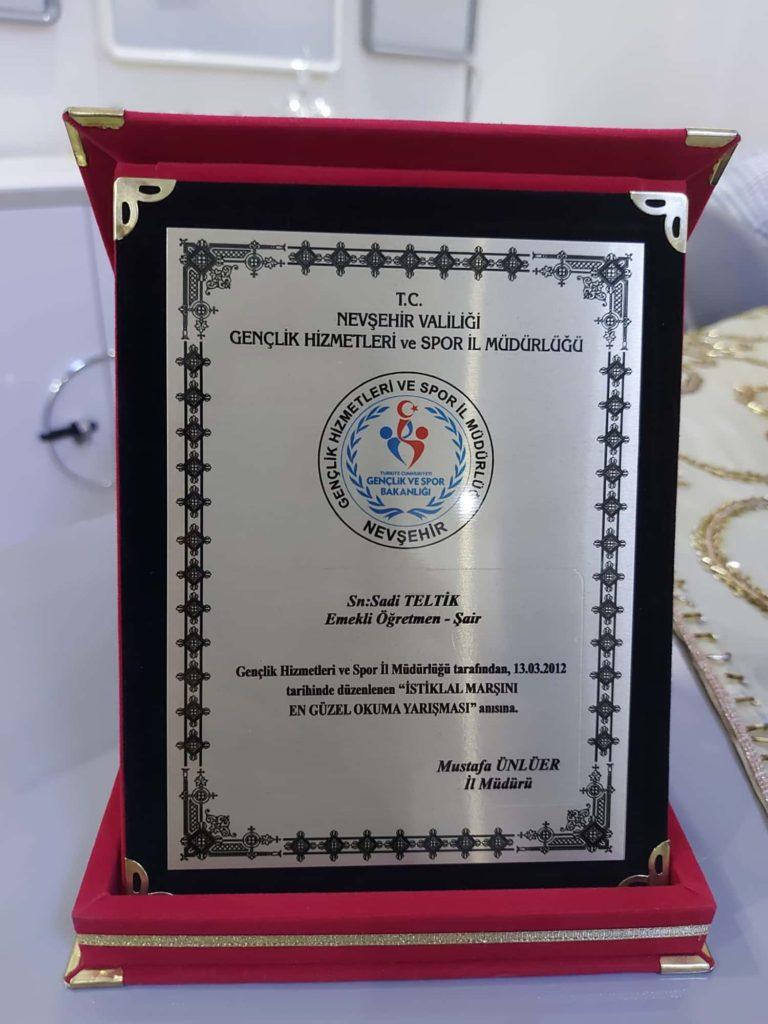 T.C.
NEVŞEHİR VALİLİĞİ
GENÇLİK HİZMETLERİ ve SPOR İL MÜDÜRLÜĞÜ
GENÇLİK HİZMETLERİ VE SPOR İL MÜDÜRLÜĞÜ
TÜRKİYE CUMHURİYETİ
GENÇLİK VE SPOR
BAKANLIĞI
NEVŞEHİR
Sn:Sadi TELTİK
Emekli Öğretmen - Şair
Gençlik Hizmetleri ve Spor İl Müdürlüğü tarafından, 13.03.2012
tarihinde düzenlenen “İSTİKLAL MARŞINI
EN GÜZEL OKUMA YARIŞMASI” anısına.
Mustafa ÜNLÜER
İl Müdürü